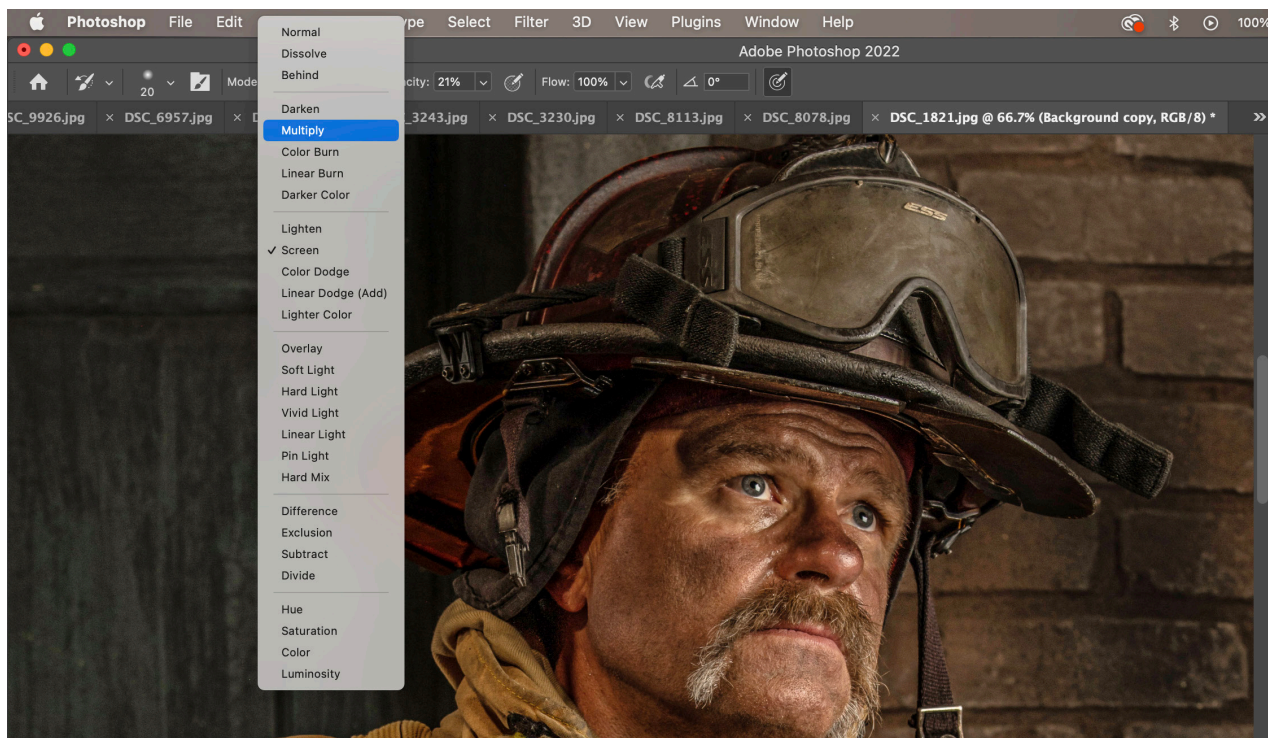 Photoshop File Edit ype Select Filter 3D View Plugins Window Help 100%
Adobe Photoshop 2022
20 Mode acity: 21% Flow: 100% 0°
SC_9926.jpg × DSC_6957.jpg × D _3243.jpg × DSC_3230.jpg × DSC_8113.jpg × DSC_8078.jpg × DSC_1821.jpg @ 66.7% (Background copy, RGB/8) * »
Normal
Dissolve
Behind
Darken
Multiply
Color Burn
Linear Burn
Darker Color
Lighten
✓ Screen
Color Dodge
Linear Dodge (Add)
Lighter Color
Overlay
Soft Light
Hard Light
Vivid Light
Linear Light
Pin Light
Hard Mix
Difference
Exclusion
Subtract
Divide
Hue
Saturation
Color
Luminosity
ESS